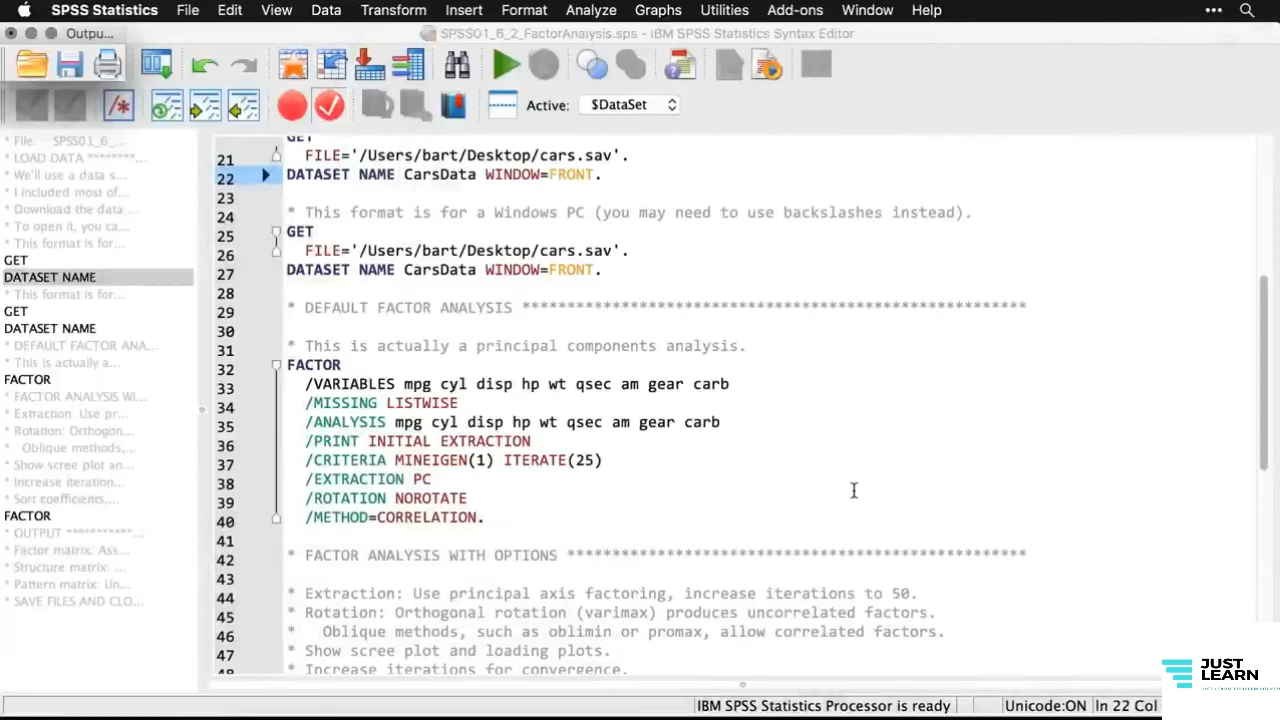 SPSS Statistics File Edit View Data Transform Insert Format Analyze Graphs Utilities Add-ons Window Help
Outpu...
SPSS01_6_2_FactorAnalysis.sps - IBM SPSS Statistics Syntax Editor
Active: $DataSet
* File: SPSS01_6_...
* LOAD DATA ********...
* We'll use a data s...
* I included most of...
* Download the data ...
* To open it, you ca...
* This format is for...
GET
DATASET NAME
* This format is for...
GET
DATASET NAME
* DEFAULT FACTOR ANA...
* This is actually a...
FACTOR
* FACTOR ANALYSIS WI...
* Extraction: Use pr...
* Rotation: Orthogon...
* Oblique methods,...
* Show scree plot an...
* Increase iteration...
* Sort coefficients,...
FACTOR
* OUTPUT ***********...
* Factor matrix: Ass...
* Structure matrix: ...
* Pattern matrix: Un...
* SAVE FILES AND CLO...
GET
21 FILE='/Users/bart/Desktop/cars.sav'.
22 DATASET NAME CarsData WINDOW=FRONT.
23
24 * This format is for a Windows PC (you may need to use backslashes instead).
25 GET
26 FILE='/Users/bart/Desktop/cars.sav'.
27 DATASET NAME CarsData WINDOW=FRONT.
28
29 * DEFAULT FACTOR ANALYSIS ********************************************************
30
31 * This is actually a principal components analysis.
32 FACTOR
33 /VARIABLES mpg cyl disp hp wt qsec am gear carb
34 /MISSING LISTWISE
35 /ANALYSIS mpg cyl disp hp wt qsec am gear carb
36 /PRINT INITIAL EXTRACTION
37 /CRITERIA MINEIGEN(1) ITERATE(25)
38 /EXTRACTION PC
39 /ROTATION NOROTATE
40 /METHOD=CORRELATION.
41
42 * FACTOR ANALYSIS WITH OPTIONS ***************************************************
43
44 * Extraction: Use principal axis factoring, increase iterations to 50.
45 * Rotation: Orthogonal rotation (varimax) produces uncorrelated factors.
46 * Oblique methods, such as oblimin or promax, allow correlated factors.
47 * Show scree plot and loading plots.
48 * Increase iterations for convergence.
IBM SPSS Statistics Processor is ready Unicode:ON In 22 Col
JUST
LEARN